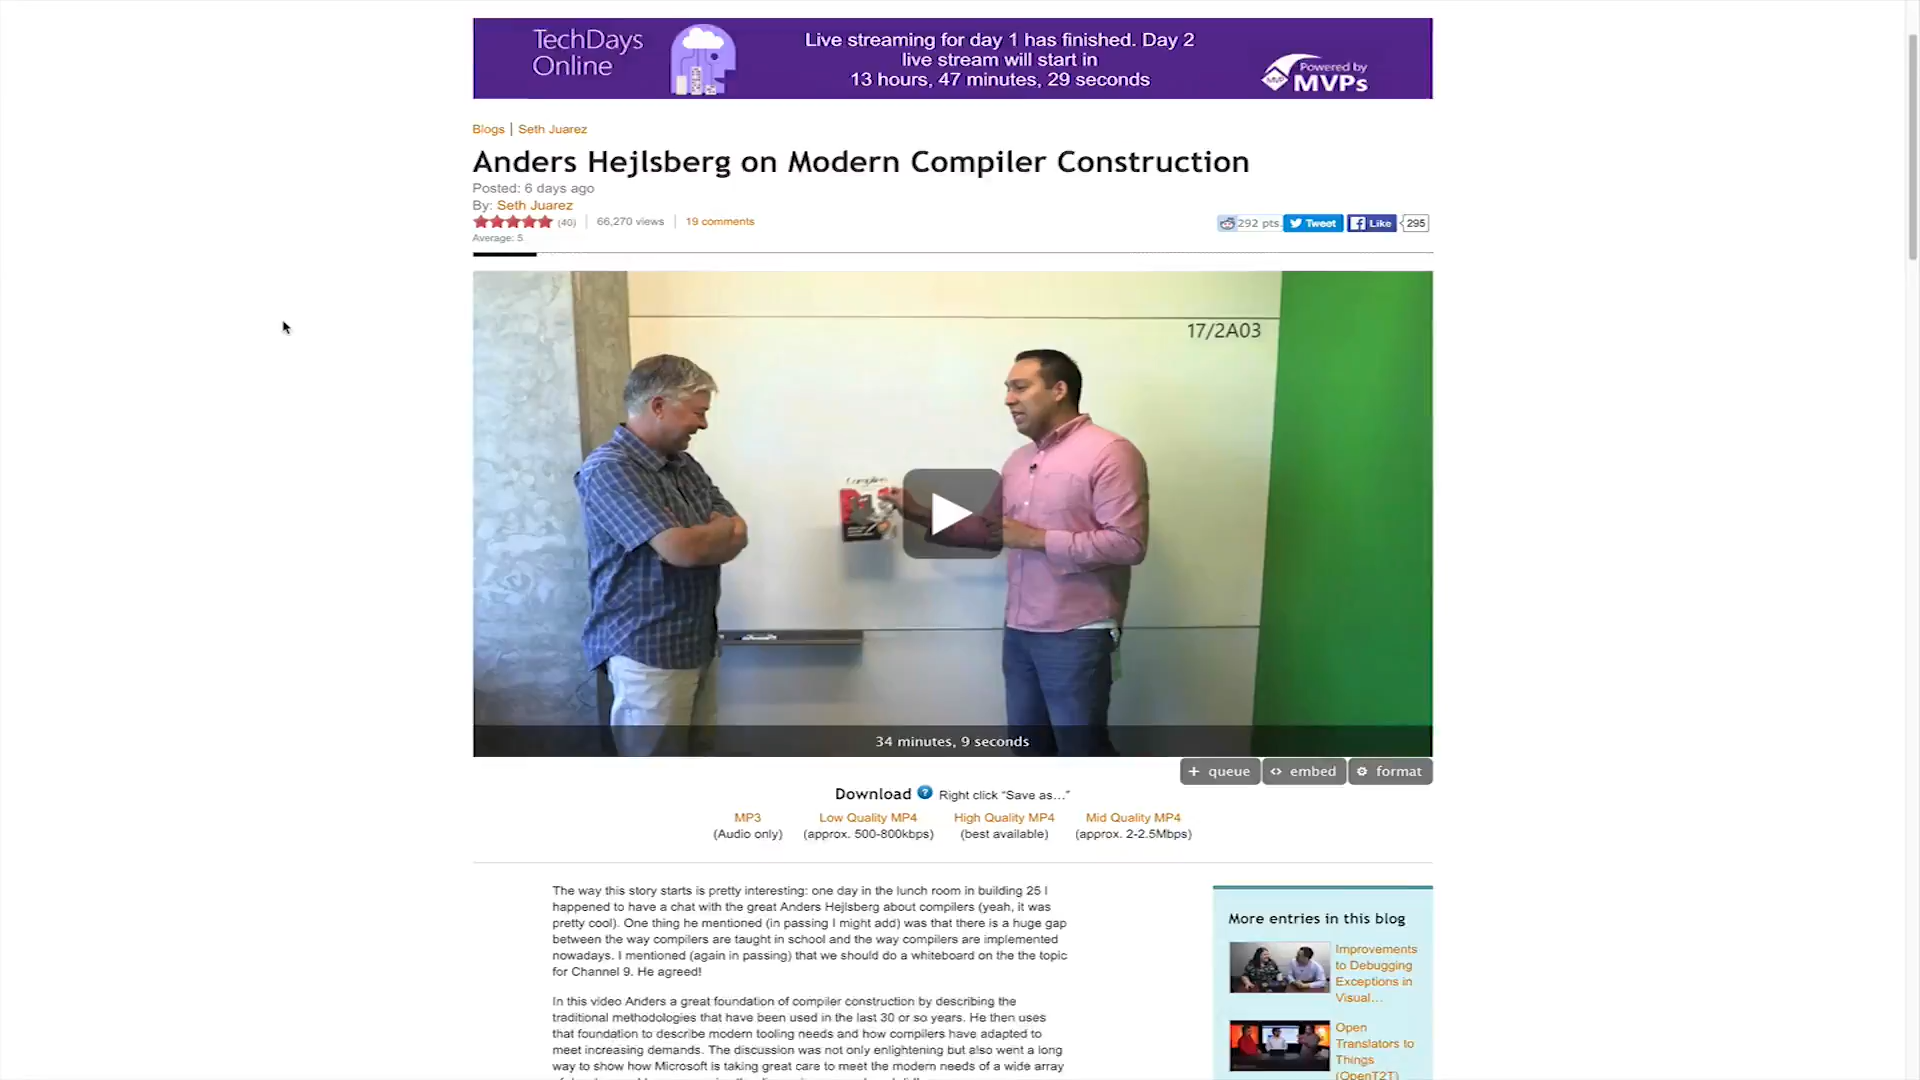 TechDays
Online
Live streaming for day 1 has finished. Day 2
live stream will start in
13 hours, 47 minutes, 29 seconds
MVP
Powered by
MVPs
Blogs | Seth Juarez
Anders Hejlsberg on Modern Compiler Construction
Posted: 6 days ago
By: Seth Juarez
(40) 66,270 views 19 comments
Average: 5
292 pts. Tweet Like 295
17/2A03
Compilers
34 minutes, 9 seconds
+ queue <> embed format
Download ? Right click “Save as…”
MP3 Low Quality MP4 High Quality MP4 Mid Quality MP4
(Audio only) (approx. 500-800kbps) (best available) (approx. 2-2.5Mbps)
The way this story starts is pretty interesting: one day in the lunch room in building 25 I
happened to have a chat with the great Anders Hejlsberg about compilers (yeah, it was
pretty cool). One thing he mentioned (in passing I might add) was that there is a huge gap
between the way compilers are taught in school and the way compilers are implemented
nowadays. I mentioned (again in passing) that we should do a whiteboard on the the topic
for Channel 9. He agreed!
In this video Anders a great foundation of compiler construction by describing the
traditional methodologies that have been used in the last 30 or so years. He then uses
that foundation to describe modern tooling needs and how compilers have adapted to
meet increasing demands. The discussion was not only enlightening but also went a long
way to show how Microsoft is taking great care to meet the modern needs of a wide array
More entries in this blog
Improvements
to Debugging
Exceptions in
Visual...
Open
Translators to
Things
(OpenT2T)